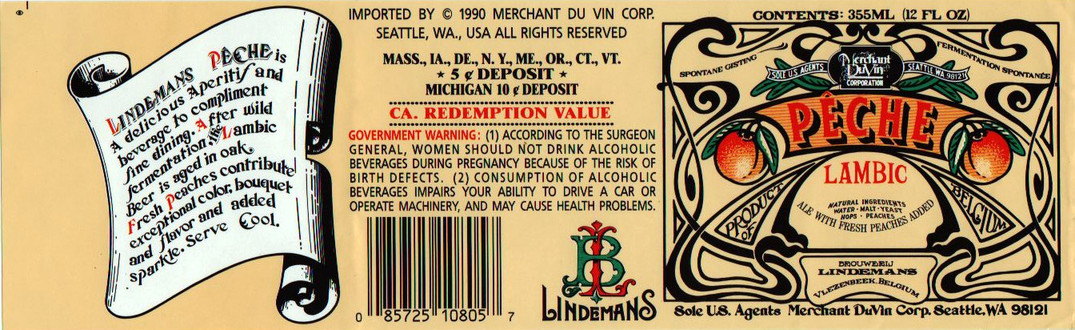 LINDEMANS PÊCHE is
A delicious Aperitif and
beverage to compliment
fine dining. After wild
fermentation, the Lambic
Beer is aged in oak.
Fresh Peaches contribute
exceptional color, bouquet
and flavor and added
sparkle. Serve Cool.
IMPORTED BY © 1990 MERCHANT DU VIN CORP.
SEATTLE, WA., USA ALL RIGHTS RESERVED
MASS., IA., DE., N. Y., ME., OR., CT., VT.
★ 5 ¢ DEPOSIT ★
MICHIGAN 10 ¢ DEPOSIT
CA. REDEMPTION VALUE
GOVERNMENT WARNING: (1) ACCORDING TO THE SURGEON
GENERAL, WOMEN SHOULD NOT DRINK ALCOHOLIC
BEVERAGES DURING PREGNANCY BECAUSE OF THE RISK OF
BIRTH DEFECTS. (2) CONSUMPTION OF ALCOHOLIC
BEVERAGES IMPAIRS YOUR ABILITY TO DRIVE A CAR OR
OPERATE MACHINERY, AND MAY CAUSE HEALTH PROBLEMS.
0 85725 10805 7
LINDEMANS
CONTENTS: 355ML (12 FL OZ)
SPONTANE GISTING
FERMENTATION SPONTANÉE
SOLE U.S. AGENTS
Merchant
Du Vin
CORPORATION
SEATTLE, WA 98121
PÊCHE
LAMBIC
NATURAL INGREDIENTS
WATER - MALT - YEAST
HOPS - PEACHES
ALE WITH FRESH PEACHES ADDED
PRODUCT
OF
BELGIUM
BROUWERIJ
LINDEMANS
VLEZENBEEK, BELGIUM
Sole U.S. Agents Merchant DuVin Corp. Seattle, WA 98121